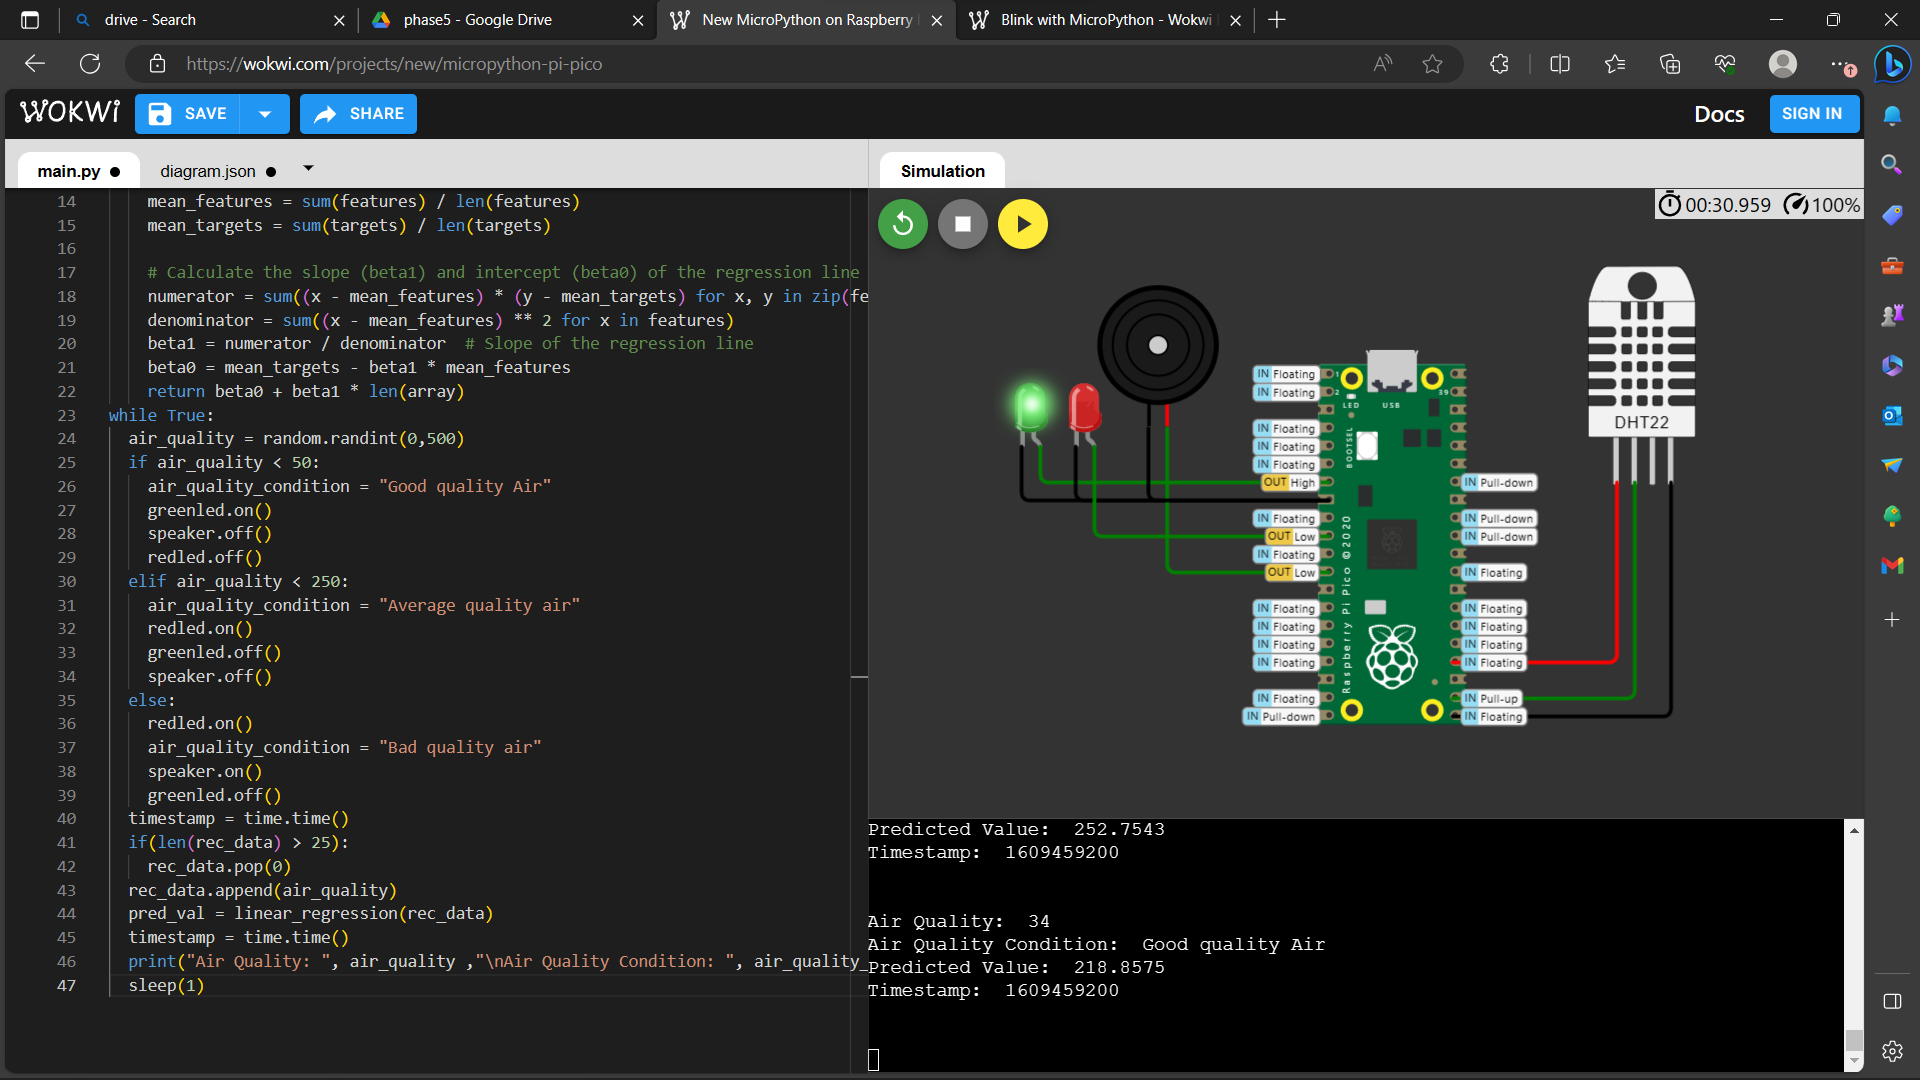 drive - Search
phase5 - Google Drive
New MicroPython on Raspberry
Blink with MicroPython - Wokwi
https://wokwi.com/projects/new/micropython-pi-pico
WOKWi
SAVE
SHARE
Docs
SIGN IN
main.py
diagram.json
Simulation
00:30.959
100%
14 mean_features = sum(features) / len(features)
15 mean_targets = sum(targets) / len(targets)
16
17 # Calculate the slope (beta1) and intercept (beta0) of the regression line
18 numerator = sum((x - mean_features) * (y - mean_targets) for x, y in zip(fe
19 denominator = sum((x - mean_features) ** 2 for x in features)
20 beta1 = numerator / denominator  # Slope of the regression line
21 beta0 = mean_targets - beta1 * mean_features
22 return beta0 + beta1 * len(array)
23 while True:
24 air_quality = random.randint(0,500)
25 if air_quality < 50:
26 air_quality_condition = "Good quality Air"
27 greenled.on()
28 speaker.off()
29 redled.off()
30 elif air_quality < 250:
31 air_quality_condition = "Average quality air"
32 redled.on()
33 greenled.off()
34 speaker.off()
35 else:
36 redled.on()
37 air_quality_condition = "Bad quality air"
38 speaker.on()
39 greenled.off()
40 timestamp = time.time()
41 if(len(rec_data) > 25):
42 rec_data.pop(0)
43 rec_data.append(air_quality)
44 pred_val = linear_regression(rec_data)
45 timestamp = time.time()
46 print("Air Quality: ", air_quality ,"\nAir Quality Condition: ", air_quality_
47 sleep(1)
IN Floating
IN Floating
IN Floating
IN Floating
IN Floating
OUT High
IN Floating
OUT Low
IN Floating
OUT Low
IN Floating
IN Floating
IN Floating
IN Floating
IN Floating
IN Pull-down
1
2
39
LED
USB
BOOTSEL
Raspberry Pi Pico ©2020
IN Pull-down
IN Pull-down
IN Pull-down
IN Floating
IN Floating
IN Floating
IN Floating
IN Floating
IN Pull-up
IN Floating
DHT22
Predicted Value:  252.7543
Timestamp:  1609459200
Air Quality:  34
Air Quality Condition:  Good quality Air
Predicted Value:  218.8575
Timestamp:  1609459200